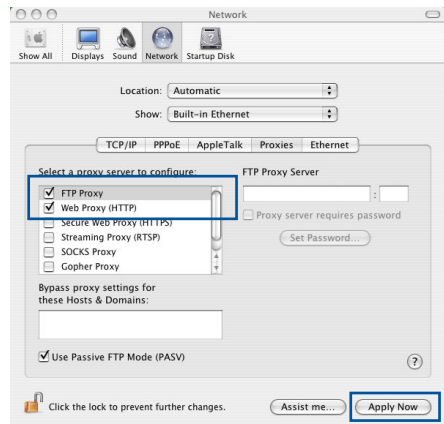 Network
Show All Displays Sound Network Startup Disk
Location: Automatic
Show: Built-in Ethernet
TCP/IP PPPoE AppleTalk Proxies Ethernet
Select a proxy server to configure: FTP Proxy Server
FTP Proxy
Web Proxy (HTTP) :
Secure Web Proxy (HTTPS) Proxy server requires password
Streaming Proxy (RTSP) Set Password...
SOCKS Proxy
Gopher Proxy
Bypass proxy settings for
these Hosts & Domains:
Use Passive FTP Mode (PASV) ?
Click the lock to prevent further changes. Assist me... Apply Now